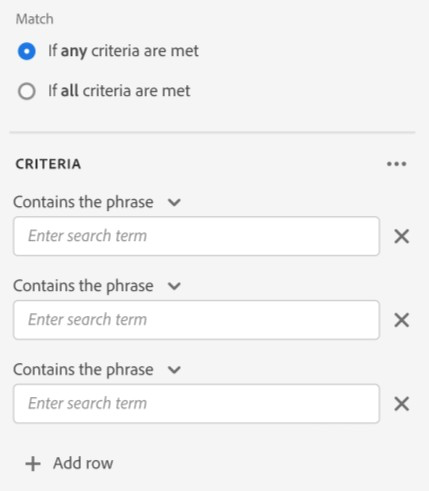 Match
If any criteria are met
If all criteria are met
CRITERIA
Contains the phrase
Enter search term
Contains the phrase
Enter search term
Contains the phrase
Enter search term
Add row